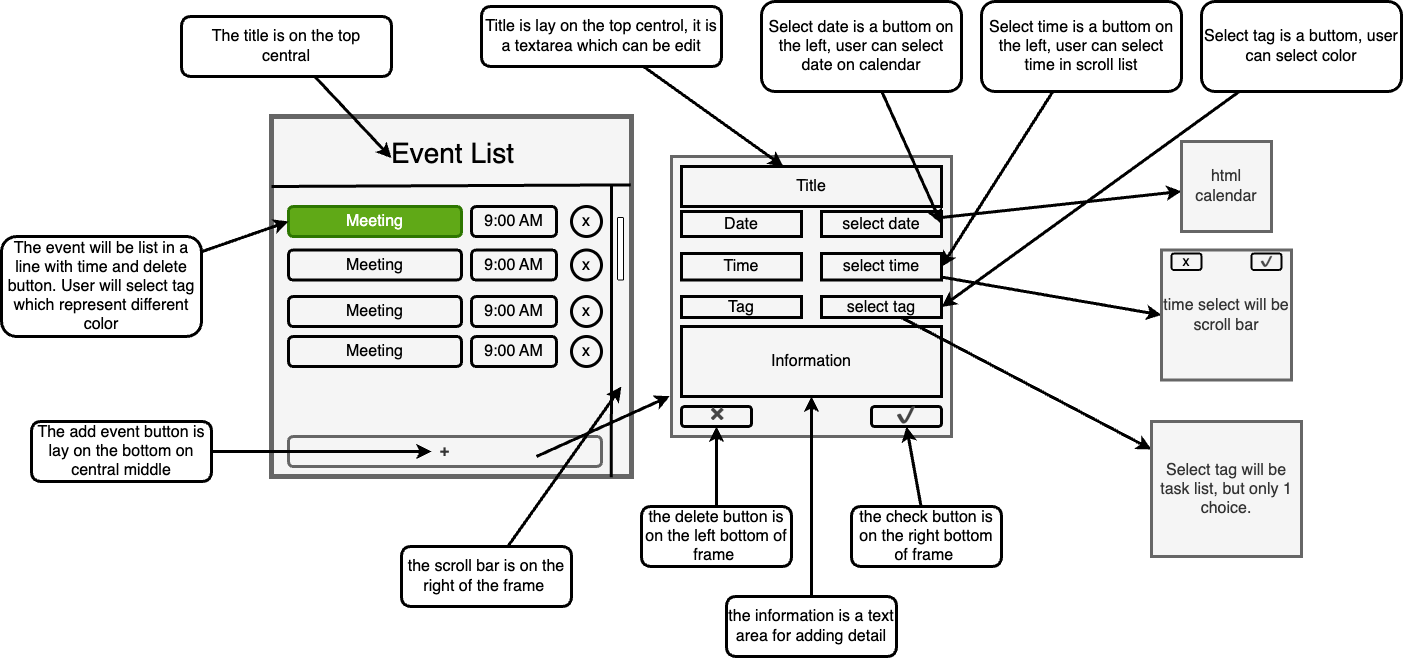 The title is on the top
central
Title is lay on the top centrol, it is
a textarea which can be edit
Select date is a buttom on
the left, user can select
date on calendar
Select time is a buttom on
the left, user can select
time in scroll list
Select tag is a buttom, user
can select color
Event List
Meeting
9:00 AM
x
Meeting
9:00 AM
x
Meeting
9:00 AM
x
Meeting
9:00 AM
x
+
The event will be list in a
line with time and delete
button. User will select tag
which represent different
color
The add event button is
lay on the bottom on
central middle
the scroll bar is on the
right of the frame
Title
Date
select date
Time
select time
Tag
select tag
Information
✕
✓
the delete button is
on the left bottom of
frame
the check button is
on the right bottom
of frame
the information is a text
area for adding detail
html
calendar
x
✓
time select will be
scroll bar
Select tag will be
task list, but only 1
choice.